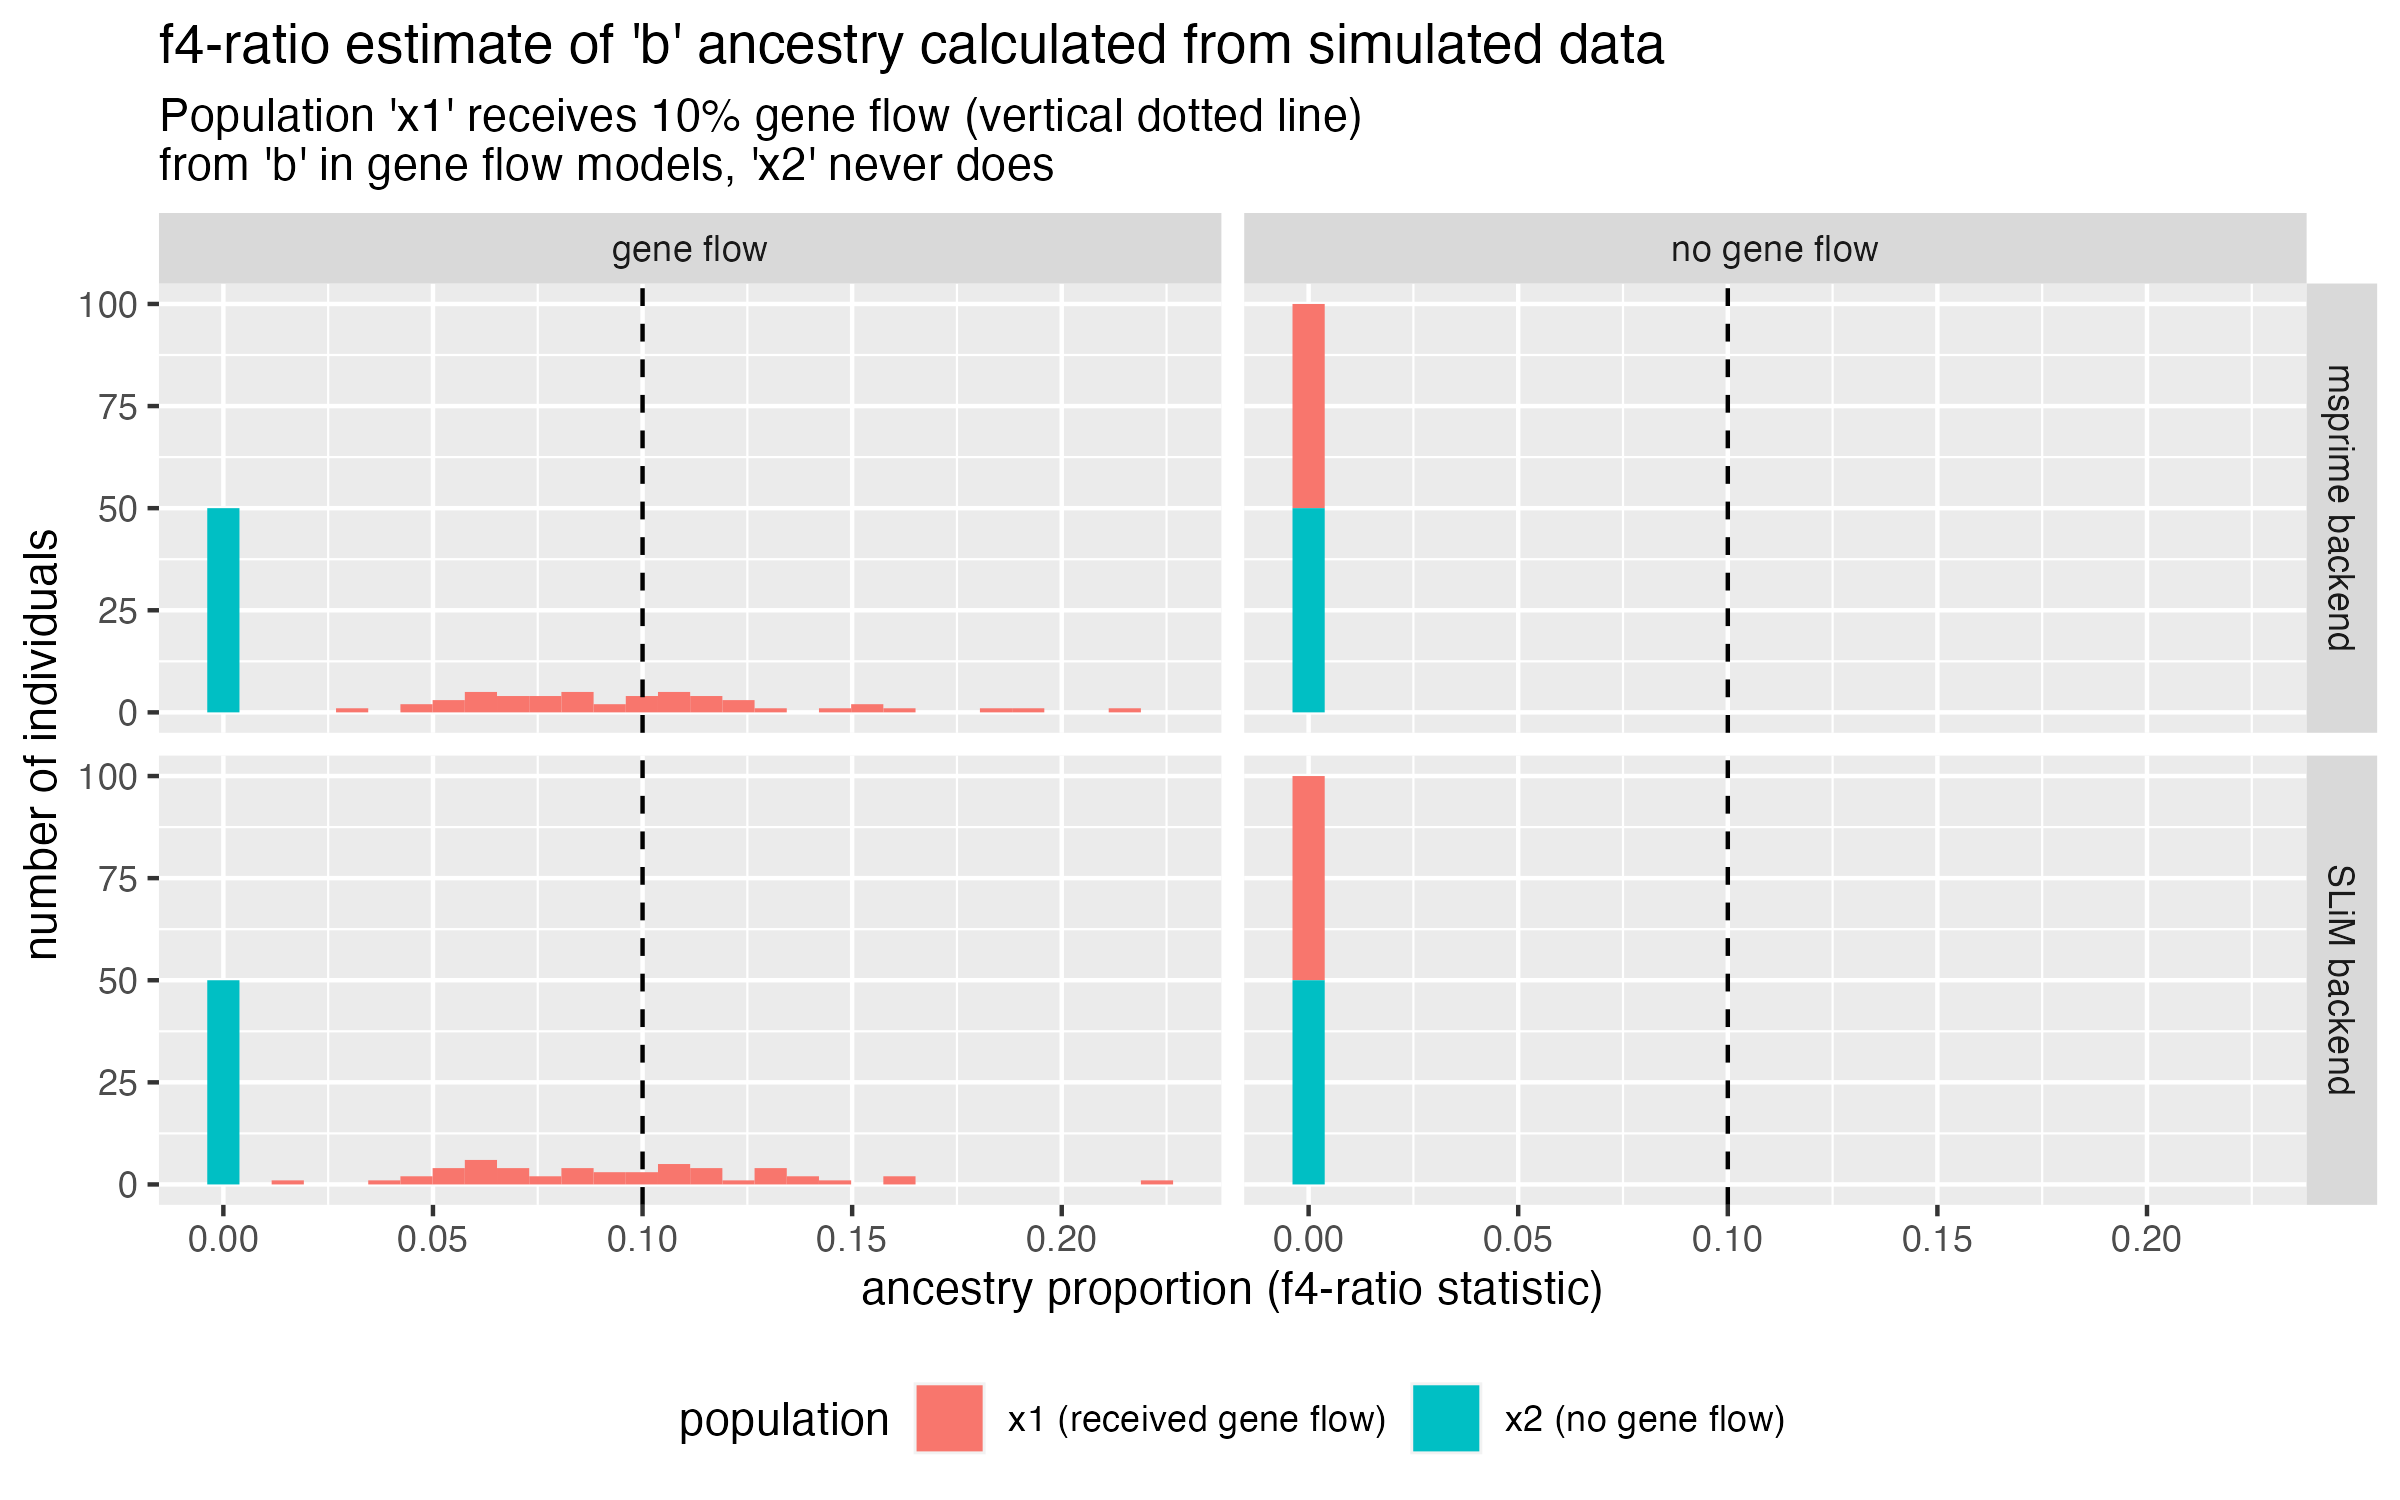 f4-ratio estimate of 'b' ancestry calculated from simulated data
Population 'x1' receives 10% gene flow (vertical dotted line)
from 'b' in gene flow models, 'x2' never does
gene flow
no gene flow
100
75
50
25
0
msprime backend
100
75
50
25
0
SLiM backend
number of individuals
0.00
0.05
0.10
0.15
0.20
0.00
0.05
0.10
0.15
0.20
ancestry proportion (f4-ratio statistic)
population
x1 (received gene flow)
x2 (no gene flow)